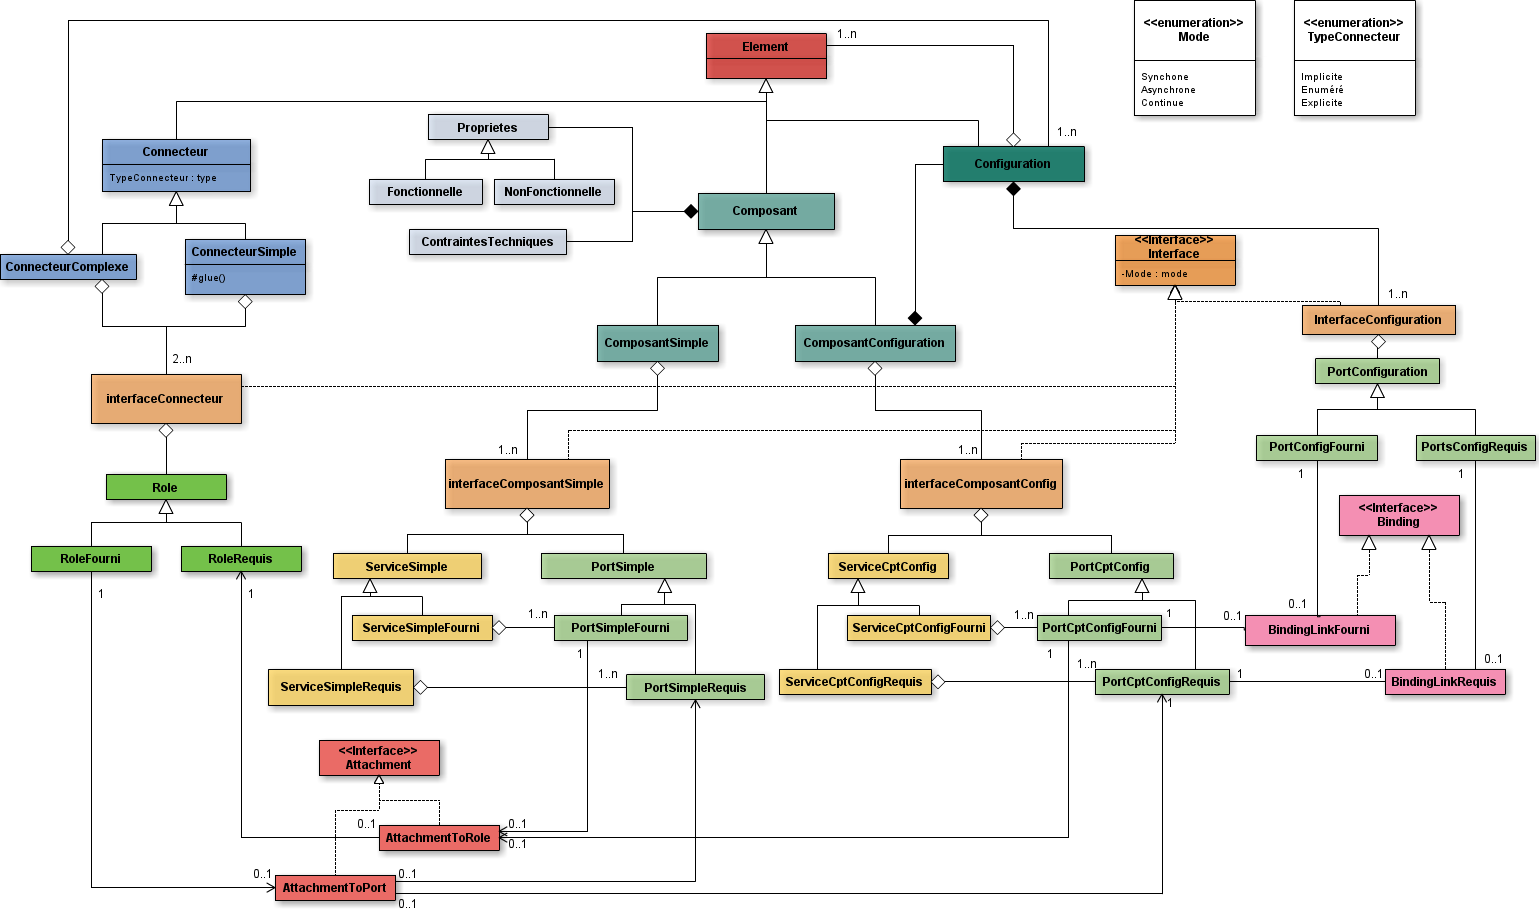 <<enumeration>>
Mode
Synchone
Asynchrone
Continue
<<enumeration>>
TypeConnecteur
Implicite
Enuméré
Explicite
Element
1..n
1..n
Proprietes
Connecteur
TypeConnecteur : type
Configuration
Fonctionnelle
NonFonctionnelle
Composant
ContraintesTechniques
<<Interface>>
Interface
-Mode : mode
ConnecteurComplexe
ConnecteurSimple
#glue()
1..n
InterfaceConfiguration
ComposantSimple
ComposantConfiguration
2..n
PortConfiguration
interfaceConnecteur
1..n
1..n
PortConfigFourni
PortsConfigRequis
1
1
interfaceComposantSimple
interfaceComposantConfig
Role
<<Interface>>
Binding
RoleFourni
RoleRequis
ServiceSimple
PortSimple
ServiceCptConfig
PortCptConfig
1
1
0..1
1..n
1..n
1
0..1
ServiceSimpleFourni
PortSimpleFourni
ServiceCptConfigFourni
PortCptConfigFourni
BindingLinkFourni
1
1
1..n
0..1
1..n
1
0..1
ServiceSimpleRequis
PortSimpleRequis
ServiceCptConfigRequis
PortCptConfigRequis
BindingLinkRequis
1
<<Interface>>
Attachment
0..1
0..1
AttachmentToRole
0..1
0..1
0..1
AttachmentToPort
0..1